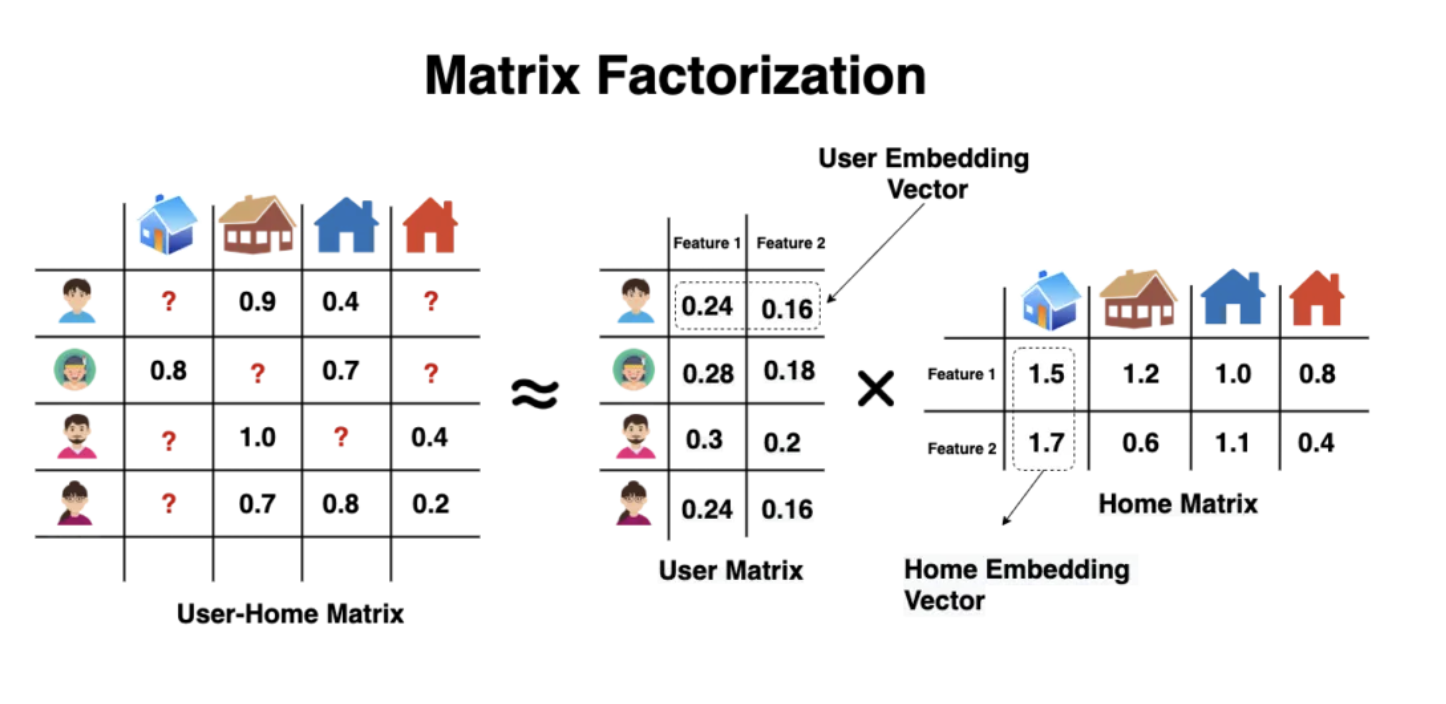 Matrix Factorization
User Embedding
Vector
Feature 1 Feature 2
? 0.9 0.4 ?
0.8 ? 0.7 ?
? 1.0 ? 0.4
? 0.7 0.8 0.2
User-Home Matrix
≈
0.24 0.16
0.28 0.18
0.3 0.2
0.24 0.16
User Matrix
×
Feature 1 1.5 1.2 1.0 0.8
Feature 2 1.7 0.6 1.1 0.4
Home Matrix
Home Embedding
Vector